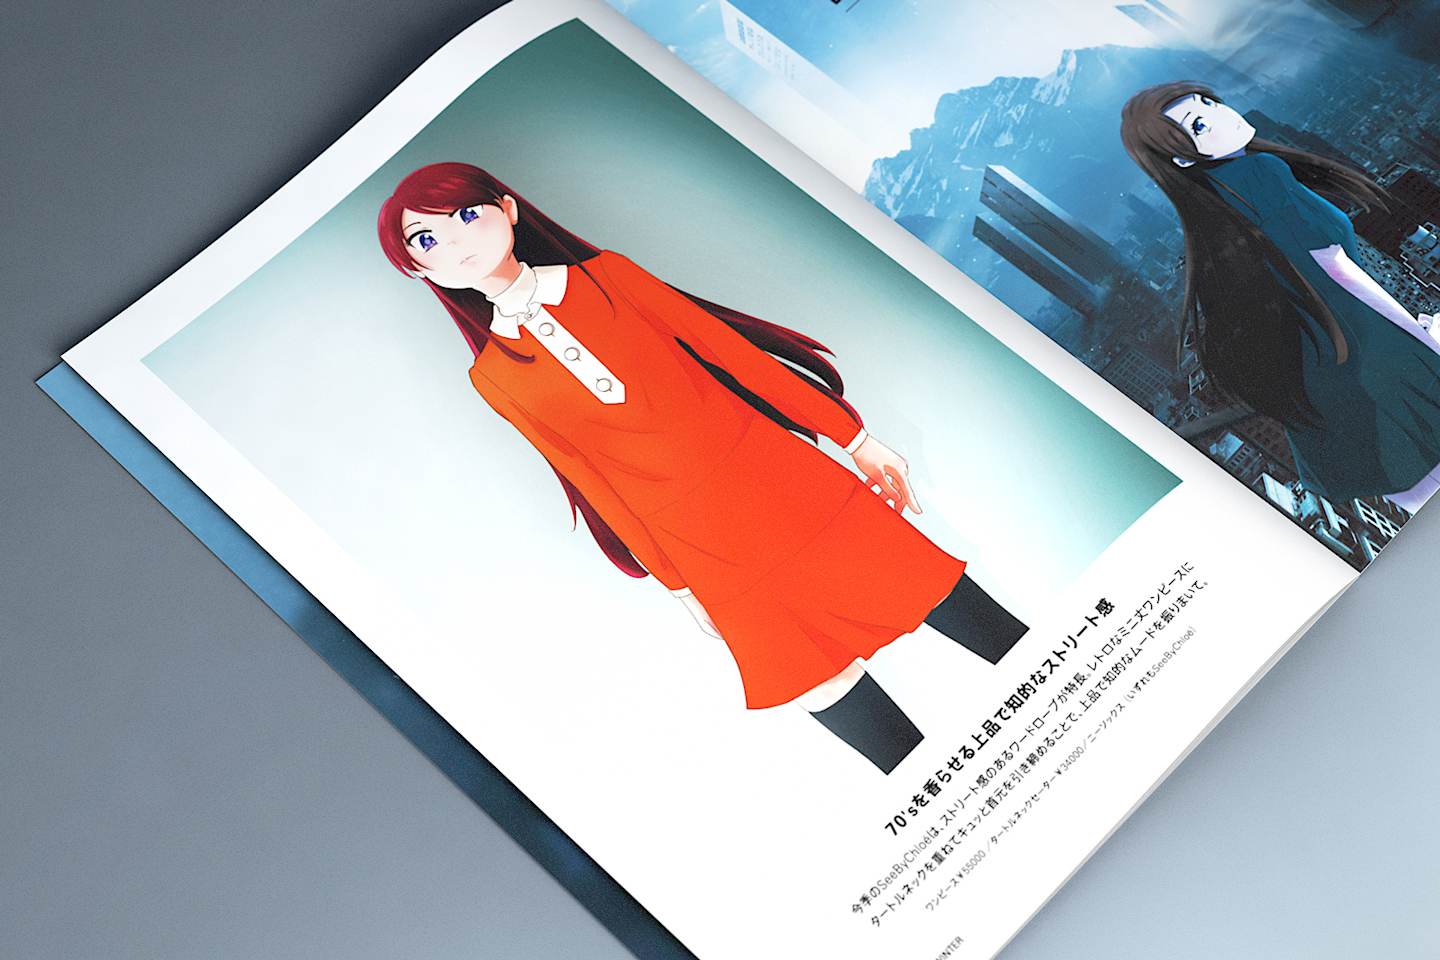 70'sを香らせる上品で知的なストリート感
今季のSeeByChloéは、ストリート感のあるワードローブが特長。レトロなミニ丈ワンピースに
タートルネックを重ねてキュッと首元を引き締めることで、上品で知的なムードを振りまいて。
ワンピース¥55000／タートルネックセーター¥34000／ニーソックス（いずれもSeeByChloé）